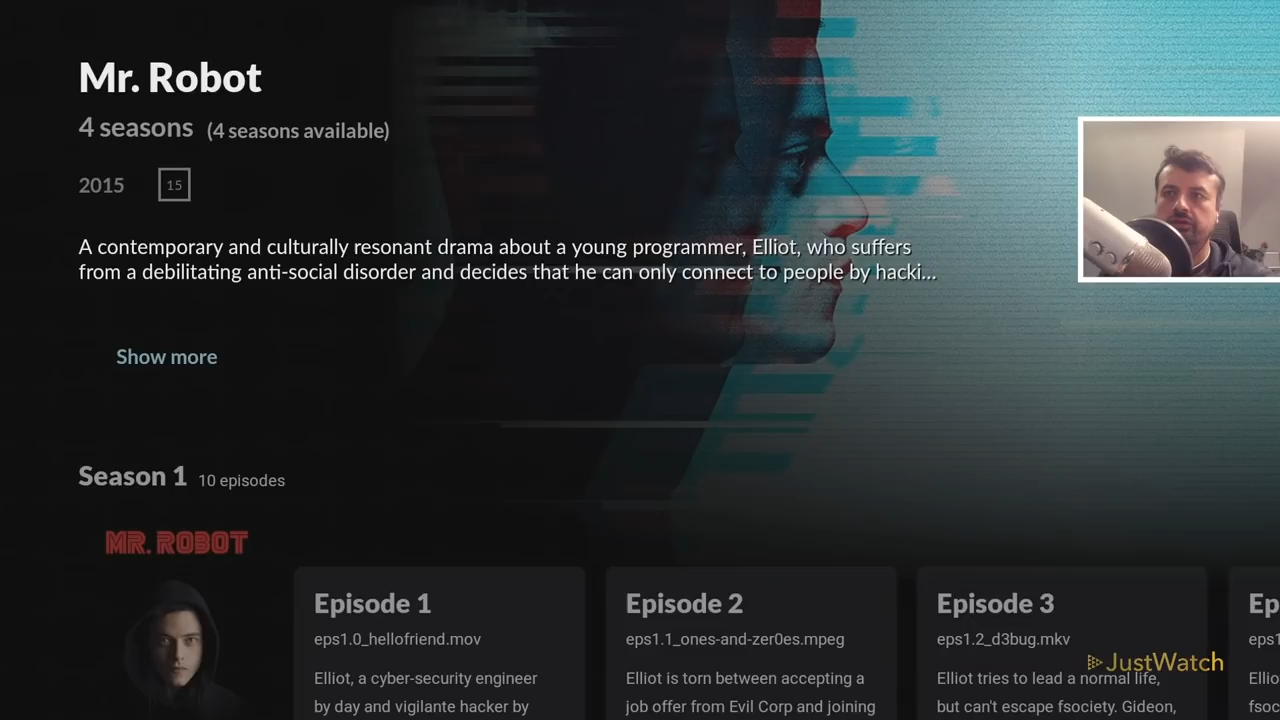 Mr. Robot
4 seasons (4 seasons available)
2015 15
A contemporary and culturally resonant drama about a young programmer, Elliot, who suffers
from a debilitating anti-social disorder and decides that he can only connect to people by hacki...
Show more
Season 1 10 episodes
MR. ROBOT
Episode 1
eps1.0_hellofriend.mov
Elliot, a cyber-security engineer
by day and vigilante hacker by
Episode 2
eps1.1_ones-and-zer0es.mpeg
Elliot is torn between accepting a
job offer from Evil Corp and joining
Episode 3
eps1.2_d3bug.mkv
Elliot tries to lead a normal life,
but can't escape fsociety. Gideon,
Ep
eps1
Ellio
fsoc
JustWatch